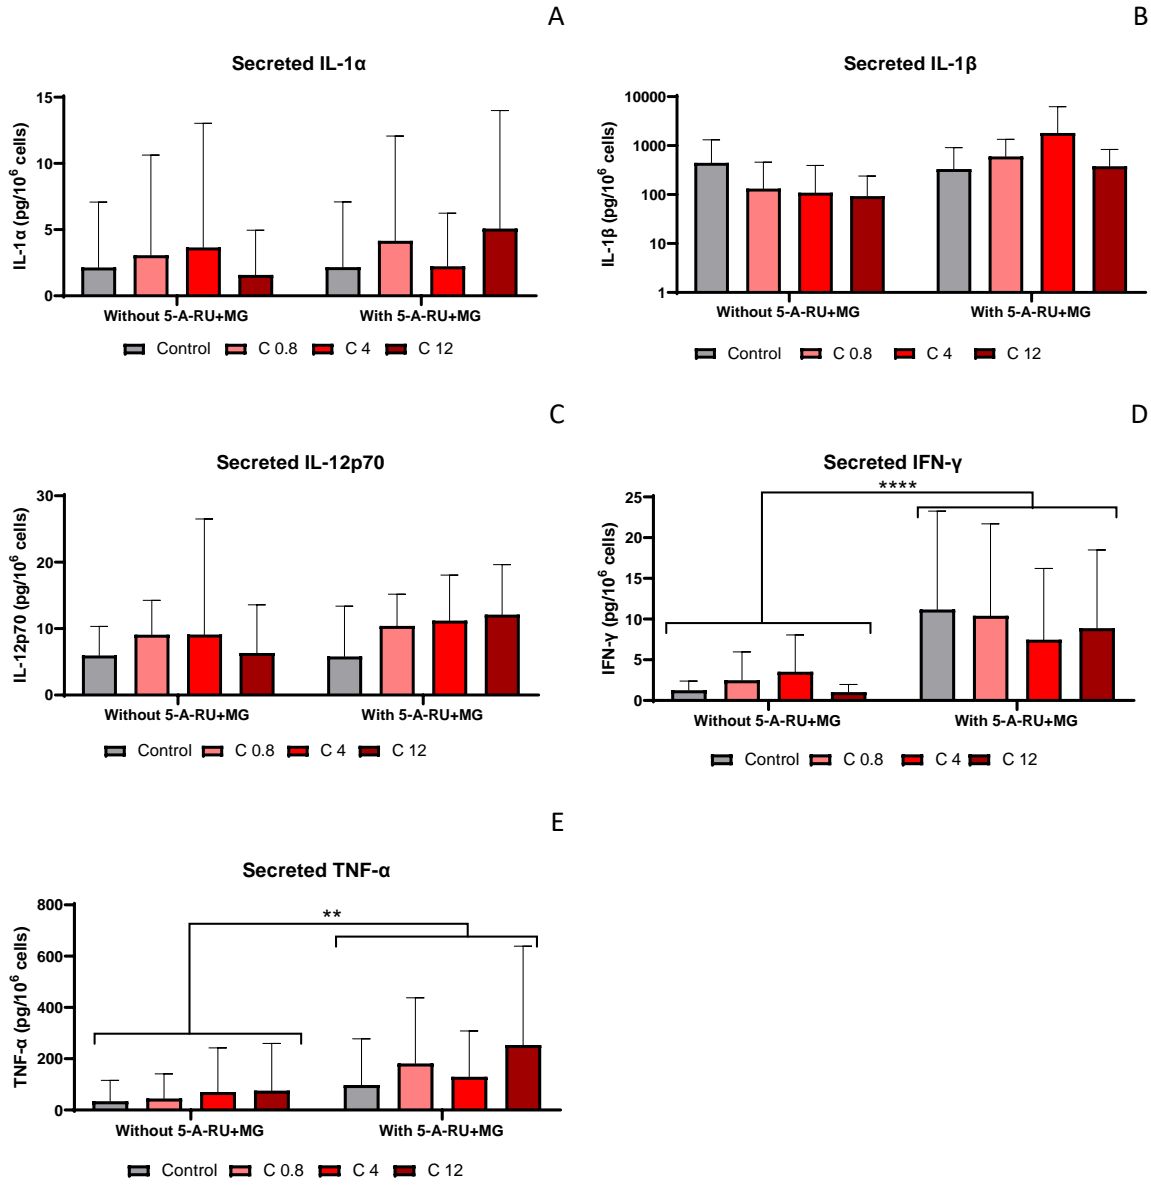 A
Secreted IL-1α
IL-1α (pg/10⁶ cells)
15
10
5
0
Without 5-A-RU+MG
With 5-A-RU+MG
Control C 0.8 C 4 C 12
B
Secreted IL-1β
IL-1β (pg/10⁶ cells)
10000
1000
100
10
1
Without 5-A-RU+MG
With 5-A-RU+MG
Control C 0.8 C 4 C 12
C
Secreted IL-12p70
IL-12p70 (pg/10⁶ cells)
30
20
10
0
Without 5-A-RU+MG
With 5-A-RU+MG
Control C 0.8 C 4 C 12
D
Secreted IFN-γ
****
IFN-γ (pg/10⁶ cells)
25
20
15
10
5
0
Without 5-A-RU+MG
With 5-A-RU+MG
Control C 0.8 C 4 C 12
E
Secreted TNF-α
**
TNF-α (pg/10⁶ cells)
800
600
400
200
0
Without 5-A-RU+MG
With 5-A-RU+MG
Control C 0.8 C 4 C 12